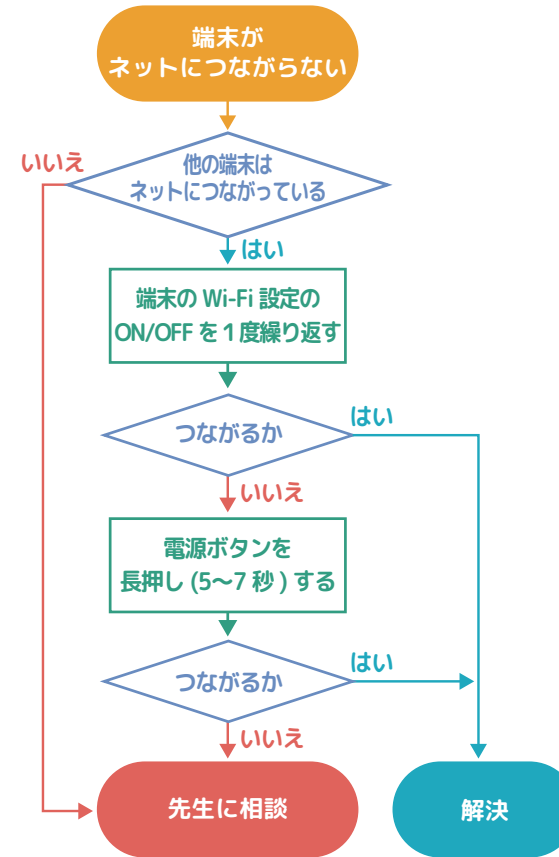 端末が
ネットにつながらない
いいえ
他の端末は
ネットにつながっている
はい
端末の Wi-Fi 設定の
ON/OFF を1度繰り返す
つながるか
はい
いいえ
電源ボタンを
長押し (5〜7 秒 ) する
つながるか
はい
いいえ
先生に相談
解決